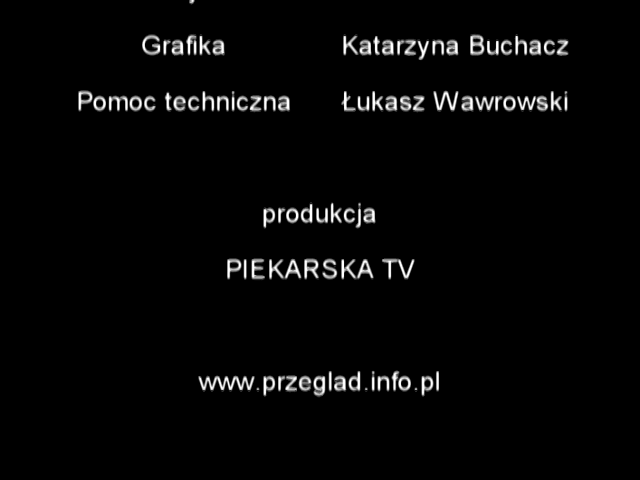 Grafika Katarzyna Buchacz
Pomoc techniczna Łukasz Wawrowski
produkcja
PIEKARSKA TV
www.przeglad.info.pl